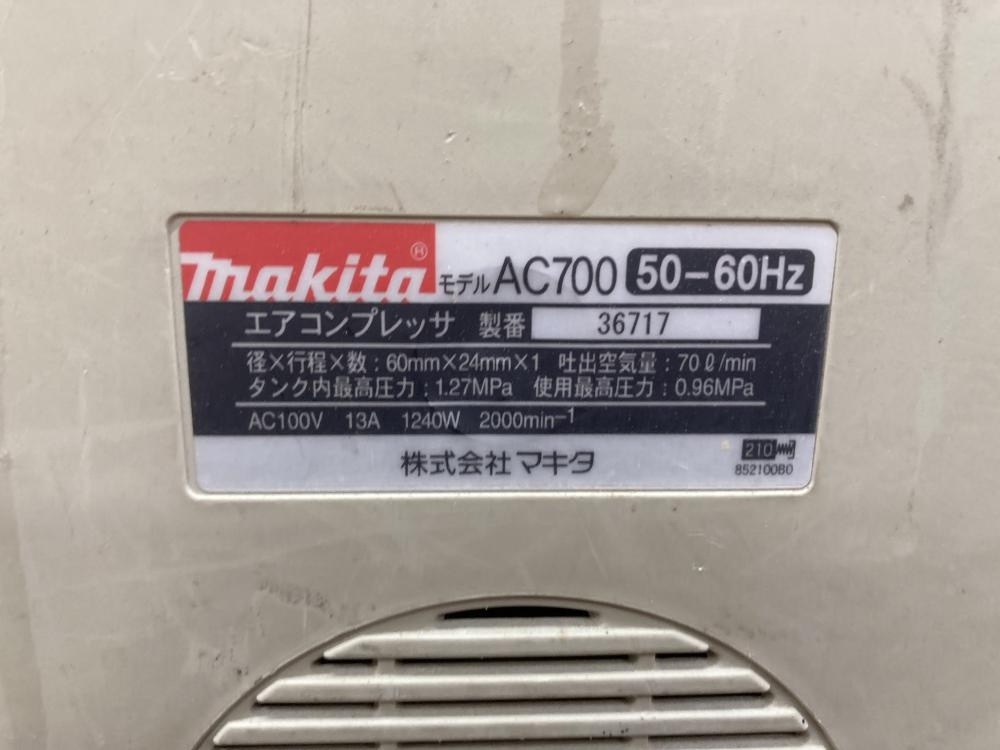 makita® モデル AC700 50-60Hz
エアコンプレッサ 製番 36717
径×行程×数:60mm×24mm×1 吐出空気量:70ℓ/min
タンク内最高圧力:1.27MPa 使用最高圧力:0.96MPa
AC100V 13A 1240W 2000min⁻¹
株式会社マキタ
210
852100B0